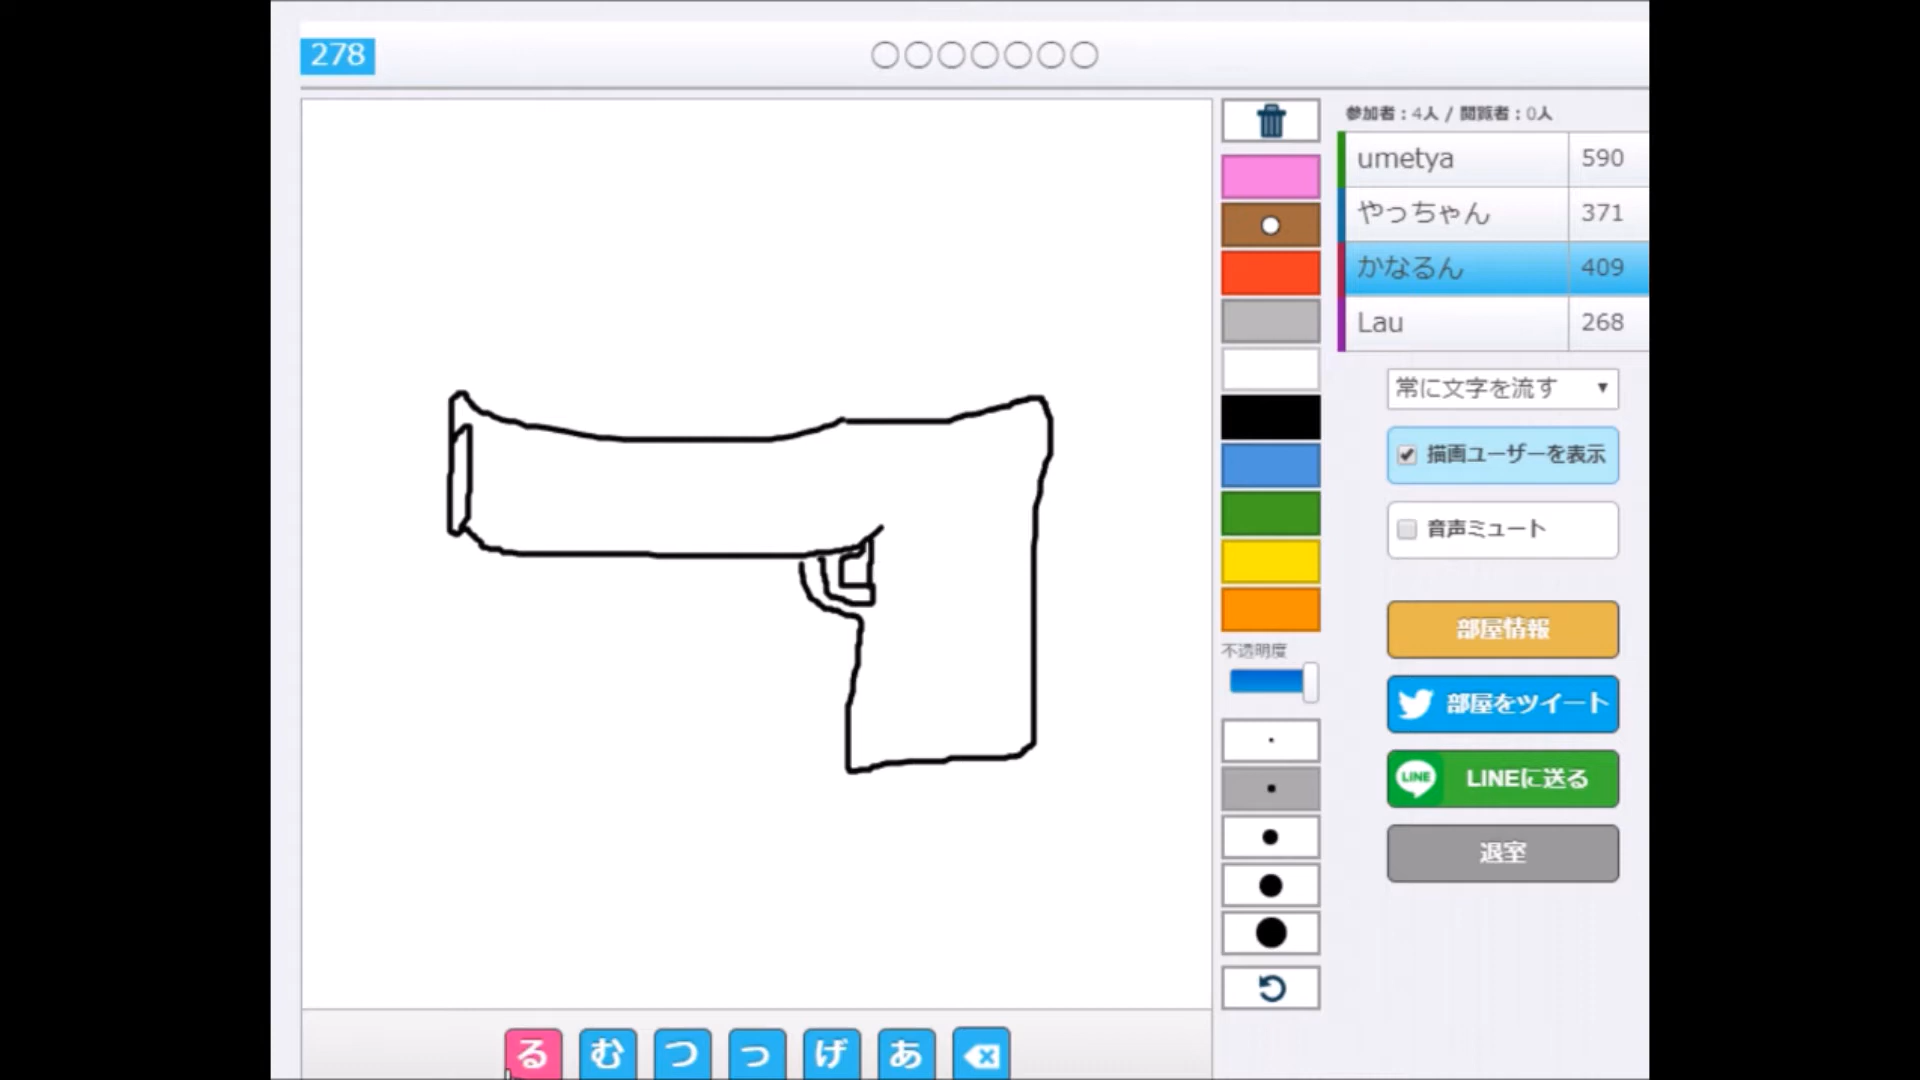 278
○○○○○○○
参加者:4人 / 閲覧者:0人
umetya 590
やっちゃん 371
かなるん 409
Lau 268
常に文字を流す ▼
描画ユーザーを表示
音声ミュート
不透明度
部屋情報
部屋をツイート
LINE LINEに送る
退室
る む つ っ げ あ